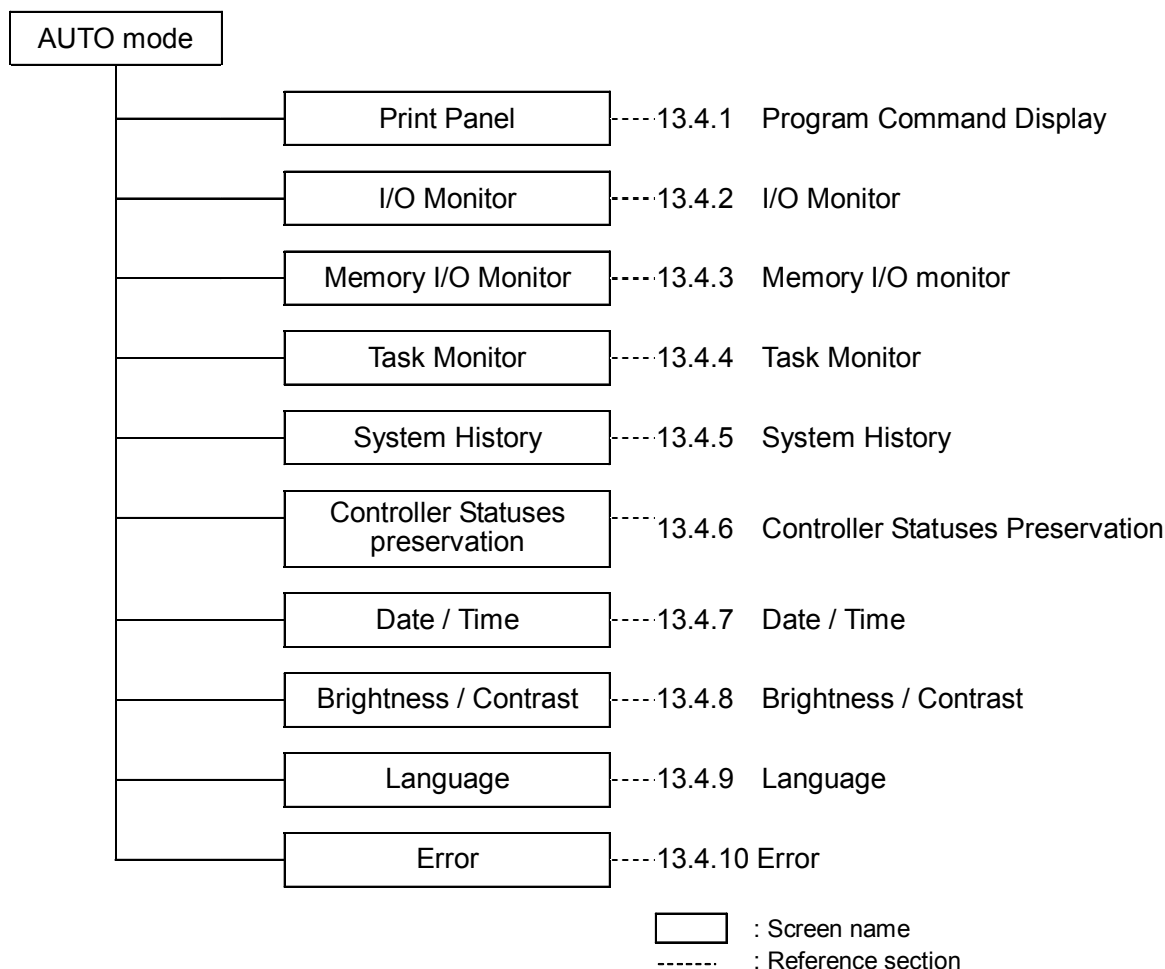 AUTO mode
Print Panel 13.4.1 Program Command Display
I/O Monitor 13.4.2 I/O Monitor
Memory I/O Monitor 13.4.3 Memory I/O monitor
Task Monitor 13.4.4 Task Monitor
System History 13.4.5 System History
Controller Statuses
preservation 13.4.6 Controller Statuses Preservation
Date / Time 13.4.7 Date / Time
Brightness / Contrast 13.4.8 Brightness / Contrast
Language 13.4.9 Language
Error 13.4.10 Error
: Screen name
: Reference section